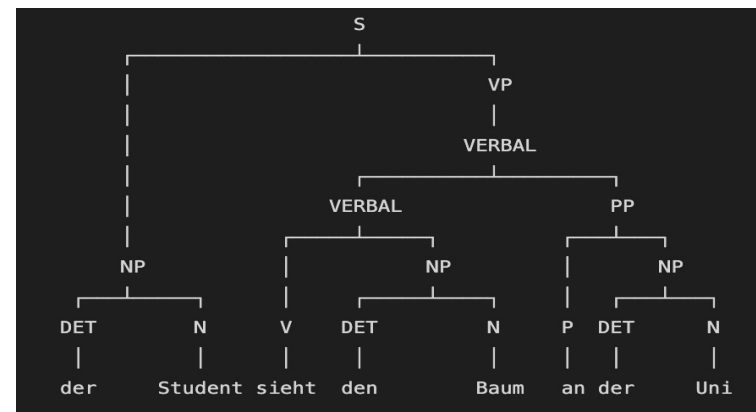 S
VP
VERBAL
VERBAL PP
NP NP NP
DET N V DET N P DET N
der Student sieht den Baum an der Uni